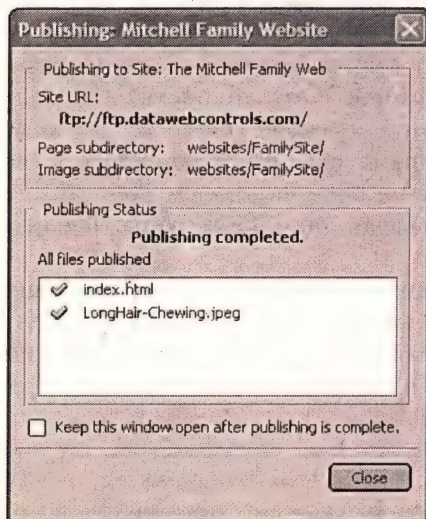 Publishing: Mitchell Family Website
Publishing to Site: The Mitchell Family Web
Site URL:
ftp://ftp.datawebcontrols.com/
Page subdirectory: websites/FamilySite/
Image subdirectory: websites/FamilySite/
Publishing Status
Publishing completed.
All files published
index.html
LongHair-Chewing.jpeg
Keep this window open after publishing is complete.
Close